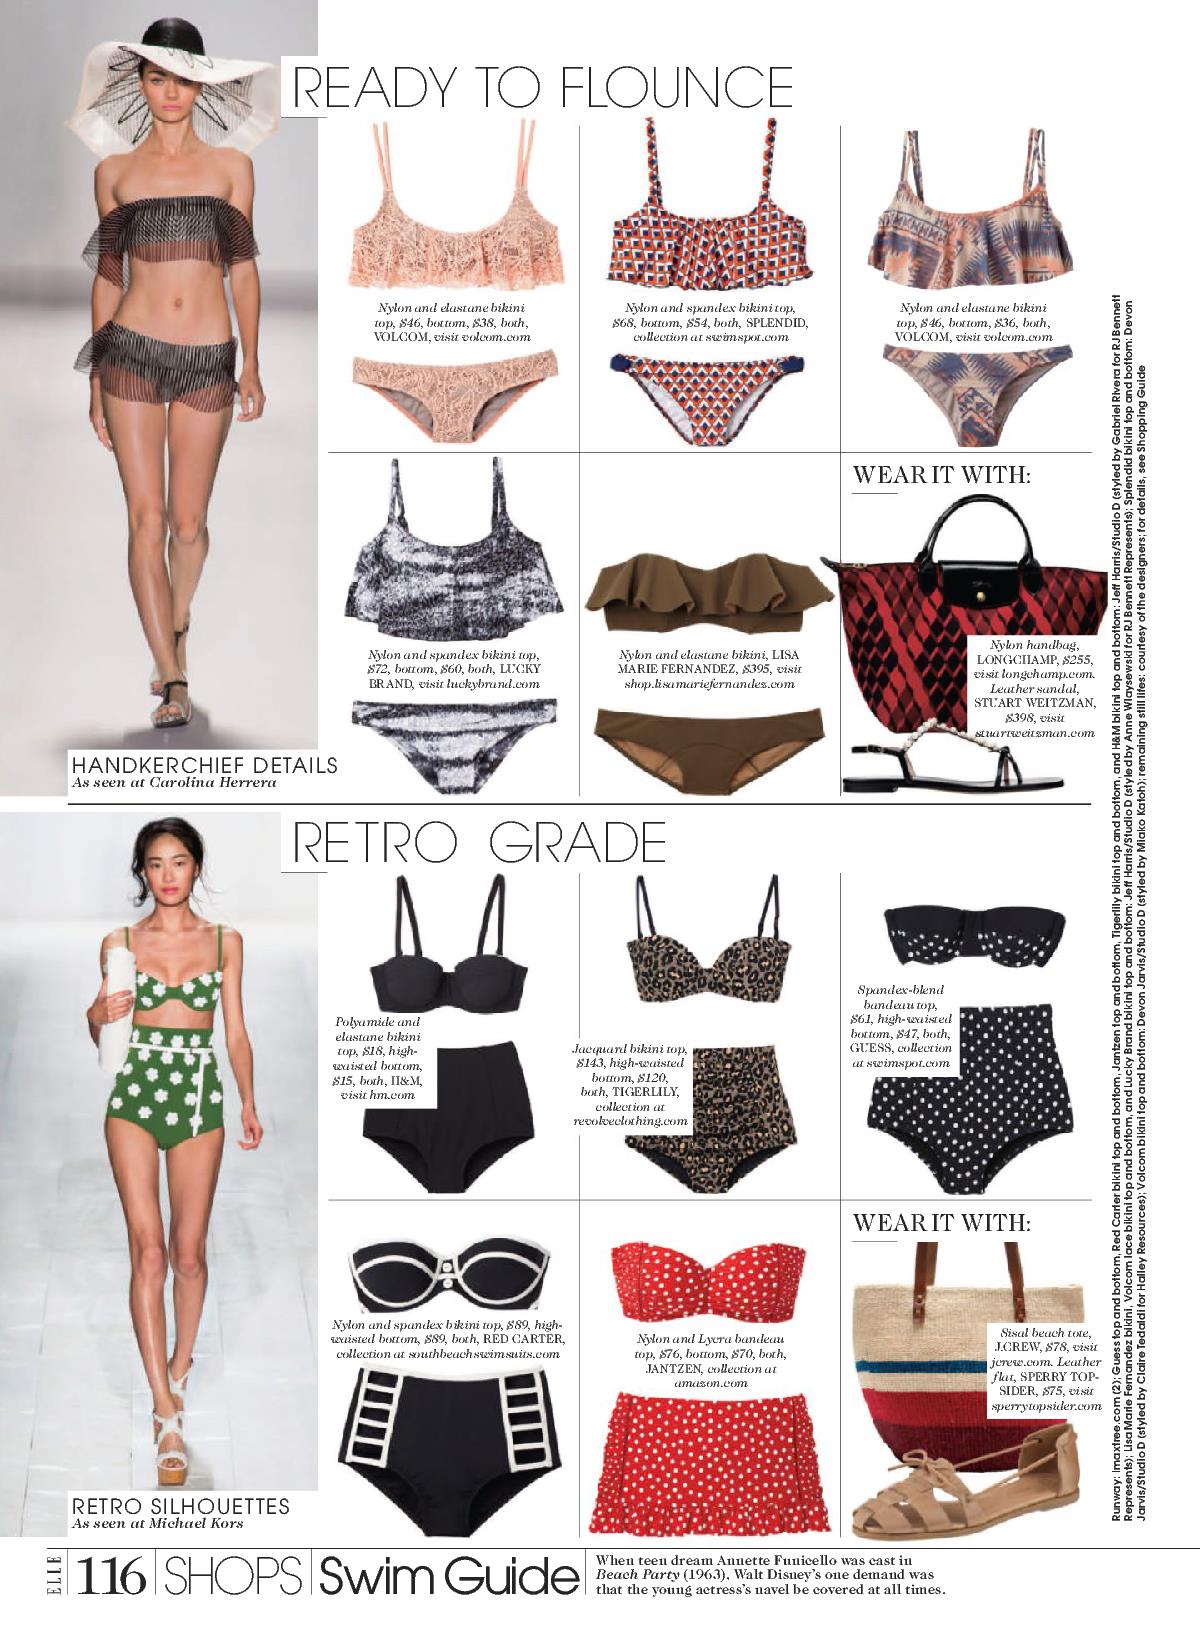 READY TO FLOUNCE
Nylon and elastane bikini
top, $46, bottom, $38, both,
VOLCOM, visit volcom.com
Nylon and spandex bikini top,
$68, bottom, $54, both, SPLENDID,
collection at swimspot.com
Nylon and elastane bikini
top, $46, bottom, $36, both,
VOLCOM, visit volcom.com
Nylon and spandex bikini top,
$72, bottom, $60, both, LUCKY
BRAND, visit luckybrand.com
Nylon and elastane bikini, LISA
MARIE FERNANDEZ, $395, visit
shop.lisamariefernandez.com
WEAR IT WITH:
Nylon handbag,
LONGCHAMP, $255,
visit longchamp.com.
Leather sandal,
STUART WEITZMAN,
$398, visit
stuartweitzman.com
HANDKERCHIEF DETAILS
As seen at Carolina Herrera
RETRO GRADE
Polyamide and
elastane bikini
top, $18, high-
waisted bottom,
$15, both, H&M,
visit hm.com
Jacquard bikini top,
$143, high-waisted
bottom, $120,
both, TIGERLILY,
collection at
revolveclothing.com
Spandex-blend
bandeau top,
$61, high-waisted
bottom, $47, both,
GUESS, collection
at swimspot.com
Nylon and spandex bikini top, $89, high-
waisted bottom, $89, both, RED CARTER,
collection at southbeachswimsuits.com
Nylon and Lycra bandeau
top, $76, bottom, $70, both,
JANTZEN, collection at
amazon.com
WEAR IT WITH:
Sisal beach tote,
J.CREW, $78, visit
jcrew.com. Leather
flat, SPERRY TOP-
SIDER, $75, visit
sperrytopsider.com
RETRO SILHOUETTES
As seen at Michael Kors
Runway: Imaxtree.com (2); Guess top and bottom, Red Carter bikini top and bottom, Jantzen top and bottom, Tigerlily bikini top and bottom, and H&M bikini top and bottom: Jeff Harris/Studio D (styled by Gabriel Rivera for RJ Bennett
Represents); Lisa Marie Fernandez bikini, Volcom lace bikini top and bottom, and Lucky Brand bikini top and bottom: Jeff Harris/Studio D (styled by Anne Wlaysewski for RJ Bennett Represents); Splendid bikini top and bottom: Devon
Jarvis/Studio D (styled by Claire Tedaldi for Halley Resources); Volcom bikini top and bottom: Devon Jarvis/Studio D (styled by Miako Katoh); remaining still lifes: courtesy of the designers; for details, see Shopping Guide
ELLE 116 SHOPS Swim Guide
When teen dream Annette Funicello was cast in
Beach Party (1963), Walt Disney's one demand was
that the young actress's navel be covered at all times.